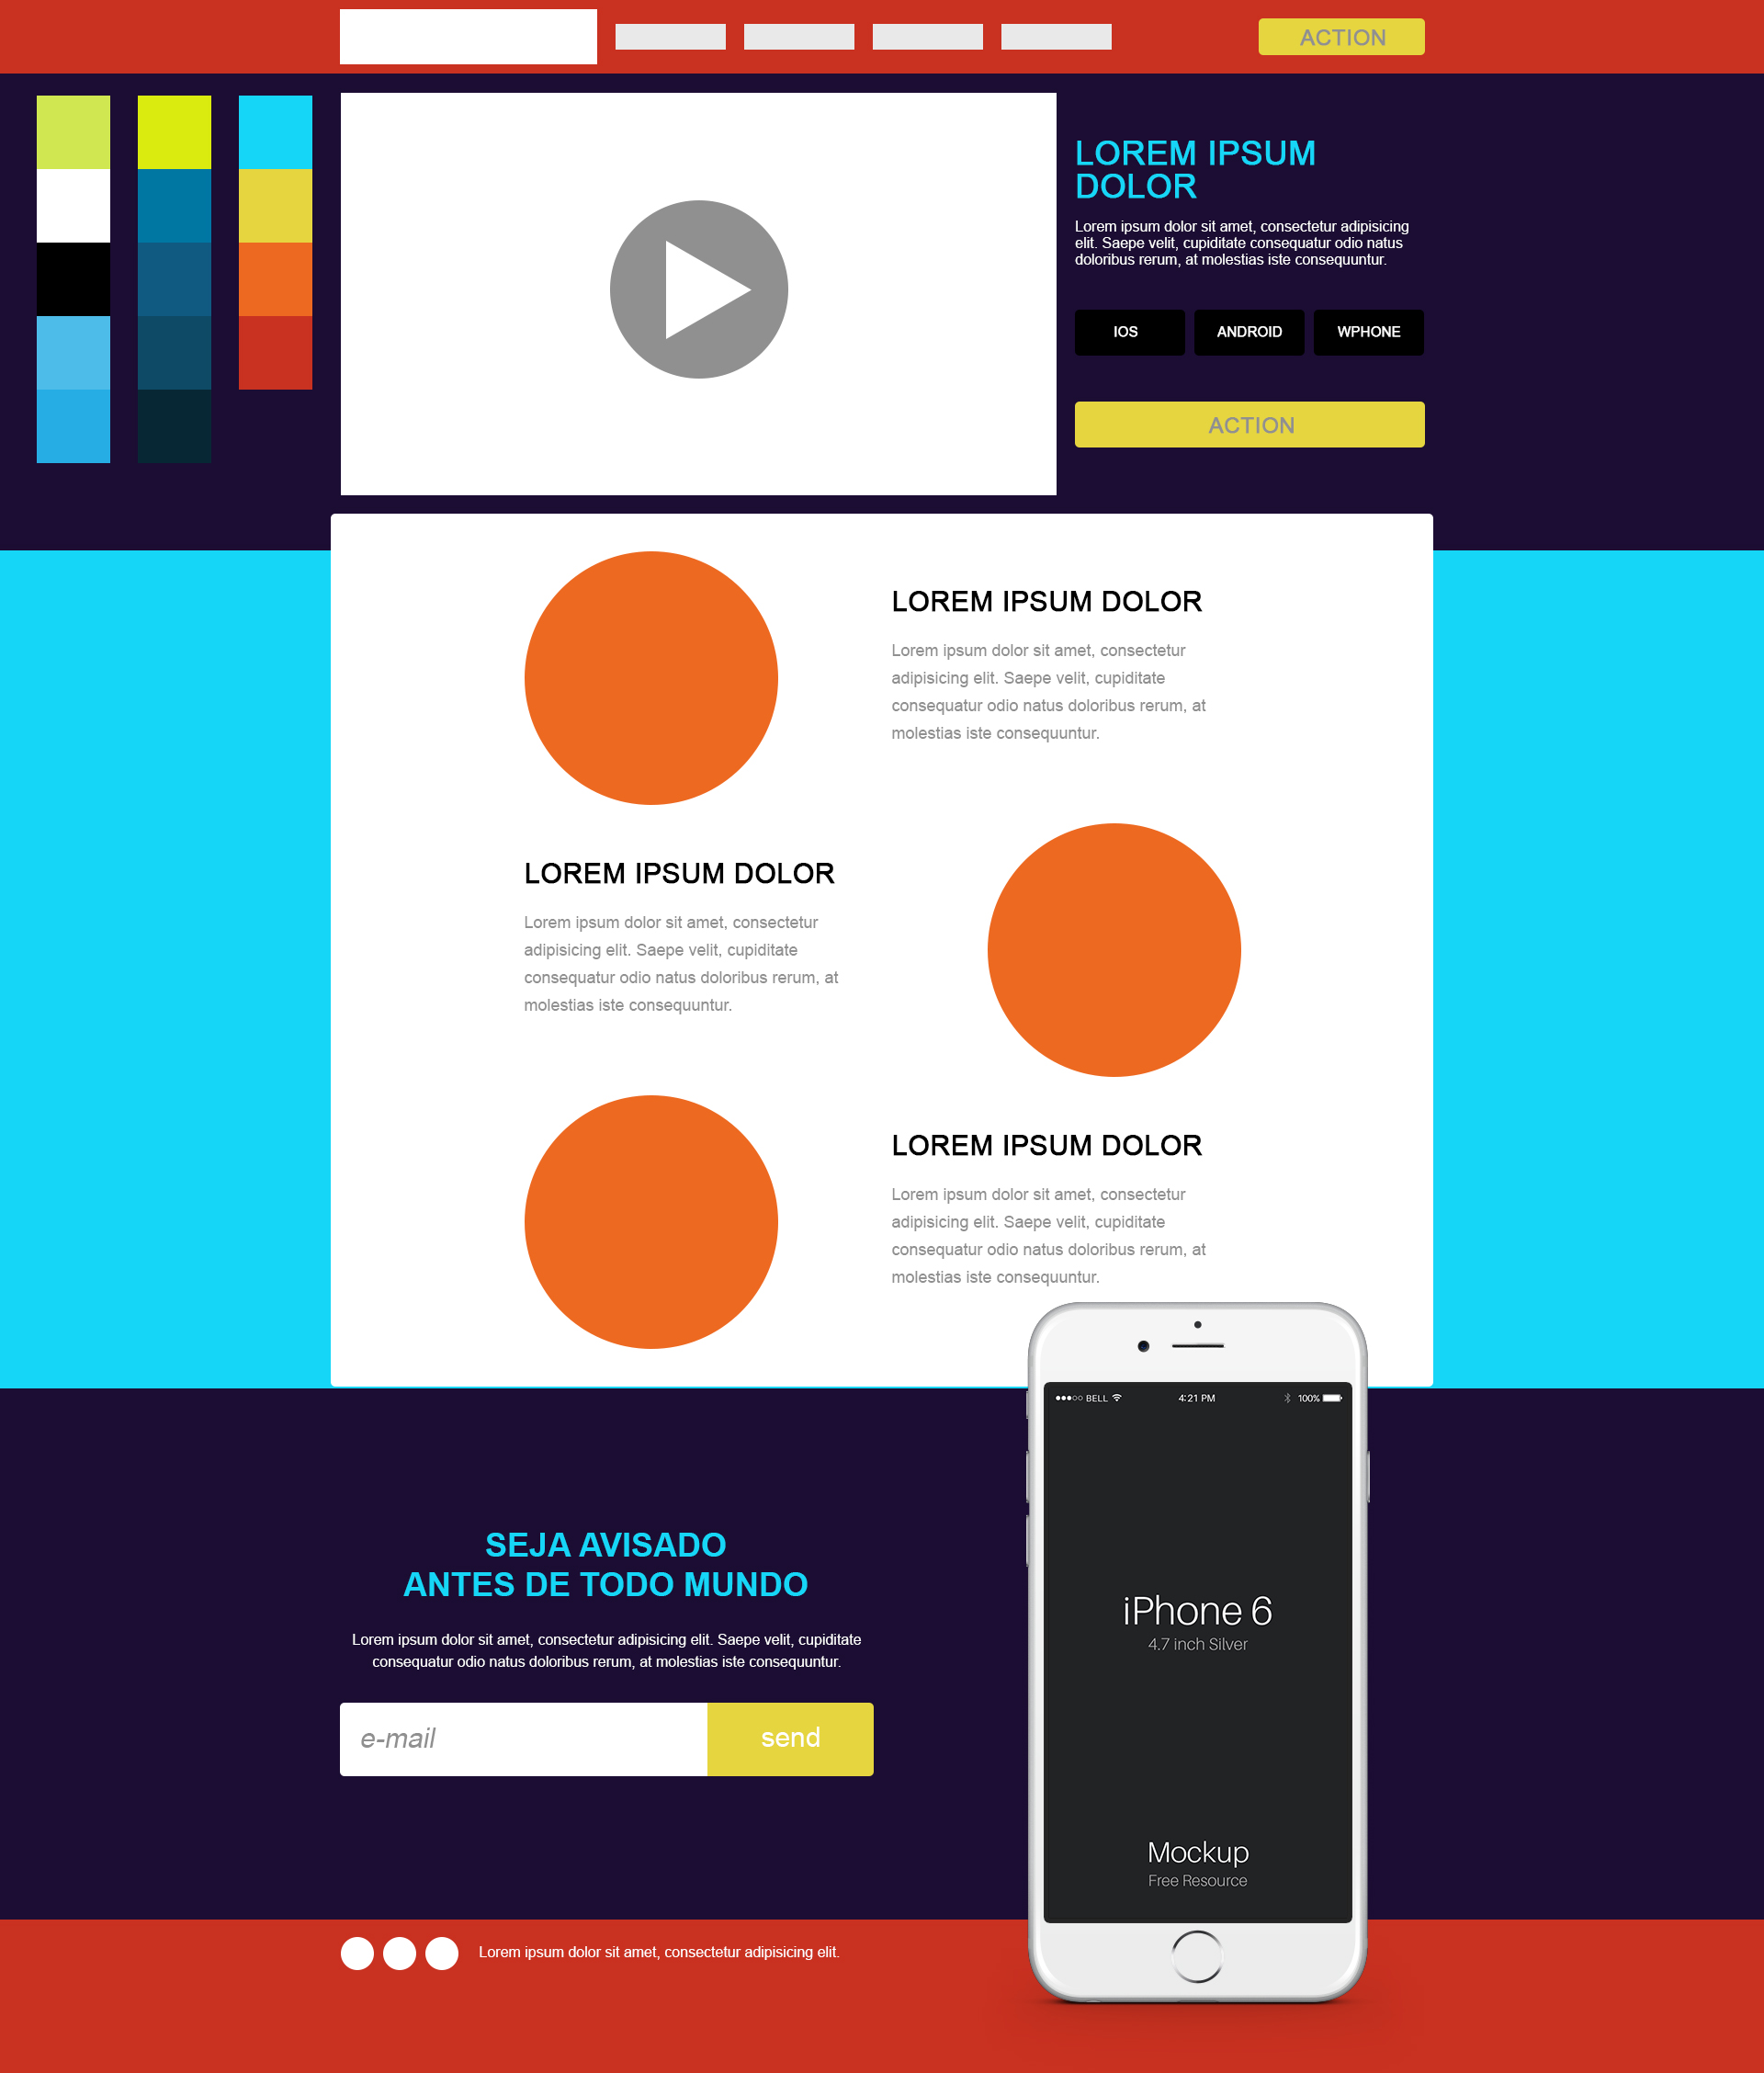 ACTION
LOREM IPSUM
DOLOR
Lorem ipsum dolor sit amet, consectetur adipisicing
elit. Saepe velit, cupiditate consequatur odio natus
doloribus rerum, at molestias iste consequuntur.
IOS
ANDROID
WPHONE
ACTION
LOREM IPSUM DOLOR
Lorem ipsum dolor sit amet, consectetur
adipisicing elit. Saepe velit, cupiditate
consequatur odio natus doloribus rerum, at
molestias iste consequuntur.
LOREM IPSUM DOLOR
Lorem ipsum dolor sit amet, consectetur
adipisicing elit. Saepe velit, cupiditate
consequatur odio natus doloribus rerum, at
molestias iste consequuntur.
LOREM IPSUM DOLOR
Lorem ipsum dolor sit amet, consectetur
adipisicing elit. Saepe velit, cupiditate
consequatur odio natus doloribus rerum, at
molestias iste consequuntur.
BELL 4:21 PM 100%
iPhone 6
4.7 inch Silver
Mockup
Free Resource
SEJA AVISADO
ANTES DE TODO MUNDO
Lorem ipsum dolor sit amet, consectetur adipisicing elit. Saepe velit, cupiditate
consequatur odio natus doloribus rerum, at molestias iste consequuntur.
e-mail
send
Lorem ipsum dolor sit amet, consectetur adipisicing elit.